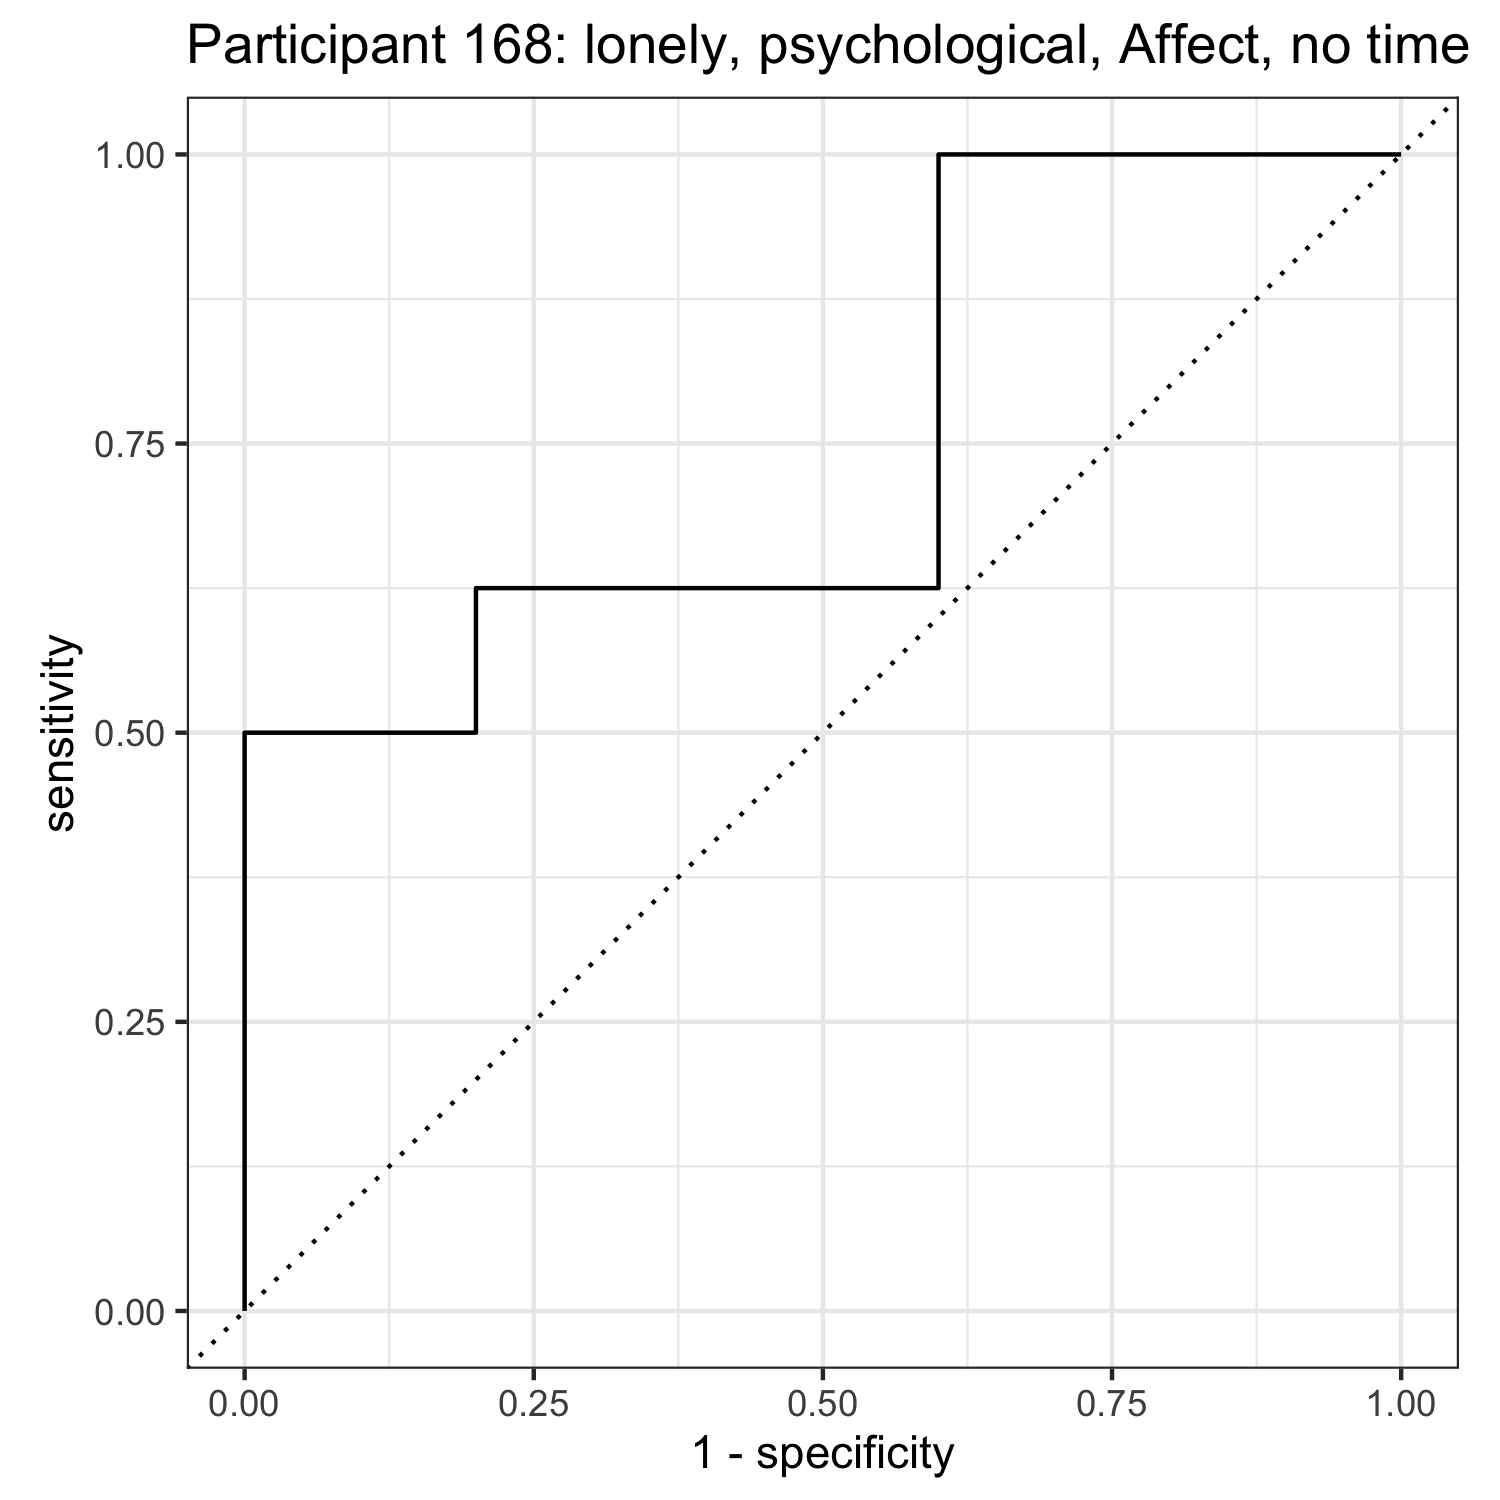 Participant 168: lonely, psychological, Affect, no time
1.00
0.75
0.50
0.25
0.00
sensitivity
0.00 0.25 0.50 0.75 1.00
1 - specificity